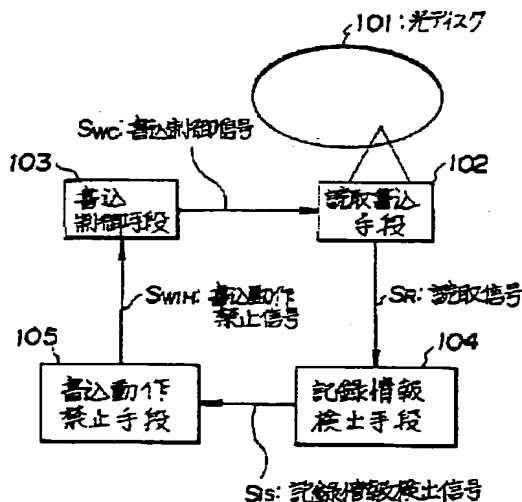 101:光ディスク
SWC:書込制御信号
103
102
書込
制御手段
読取書込
手段
SWIH:書込動作
禁止信号
SR:読取信号
105
104
書込動作
禁止手段
記録情報
検出手段
SIS:記録情報検出信号